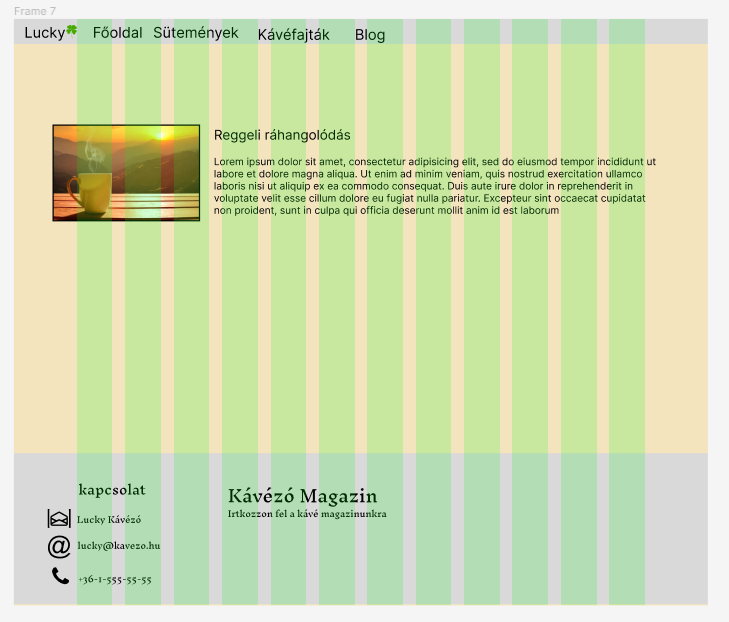 Frame 7
Lucky🍀 Főoldal Sütemények Kávéfajták Blog
Reggeli ráhangolódás
Lorem ipsum dolor sit amet, consectetur adipisicing elit, sed do eiusmod tempor incididunt ut
labore et dolore magna aliqua. Ut enim ad minim veniam, quis nostrud exercitation ullamco
laboris nisi ut aliquip ex ea commodo consequat. Duis aute irure dolor in reprehenderit in
voluptate velit esse cillum dolore eu fugiat nulla pariatur. Excepteur sint occaecat cupidatat
non proident, sunt in culpa qui officia deserunt mollit anim id est laborum
kapcsolat
Lucky Kávézó
@ lucky@kavezo.hu
+36-1-555-55-55
Kávézó Magazin
Irtkozzon fel a kávé magazinunkra